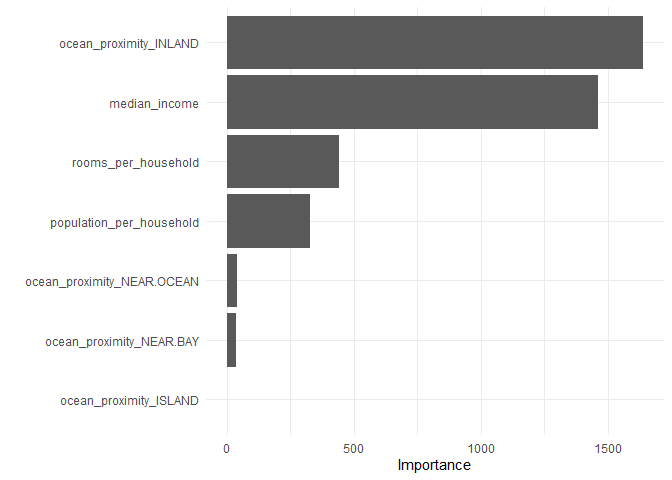 ocean_proximity_INLAND
median_income
rooms_per_household
population_per_household
ocean_proximity_NEAR.OCEAN
ocean_proximity_NEAR.BAY
ocean_proximity_ISLAND
0 500 1000 1500
Importance